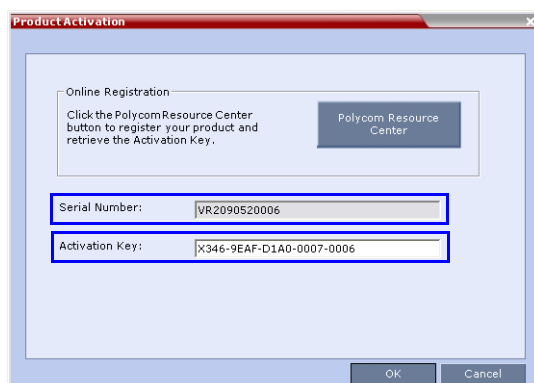 Product Activation
Online Registration
Click the Polycom Resource Center
button to register your product and
retrieve the Activation Key.
Polycom Resource
Center
Serial Number: VR2090520006
Activation Key: X346-9EAF-D1A0-0007-0006
OK Cancel